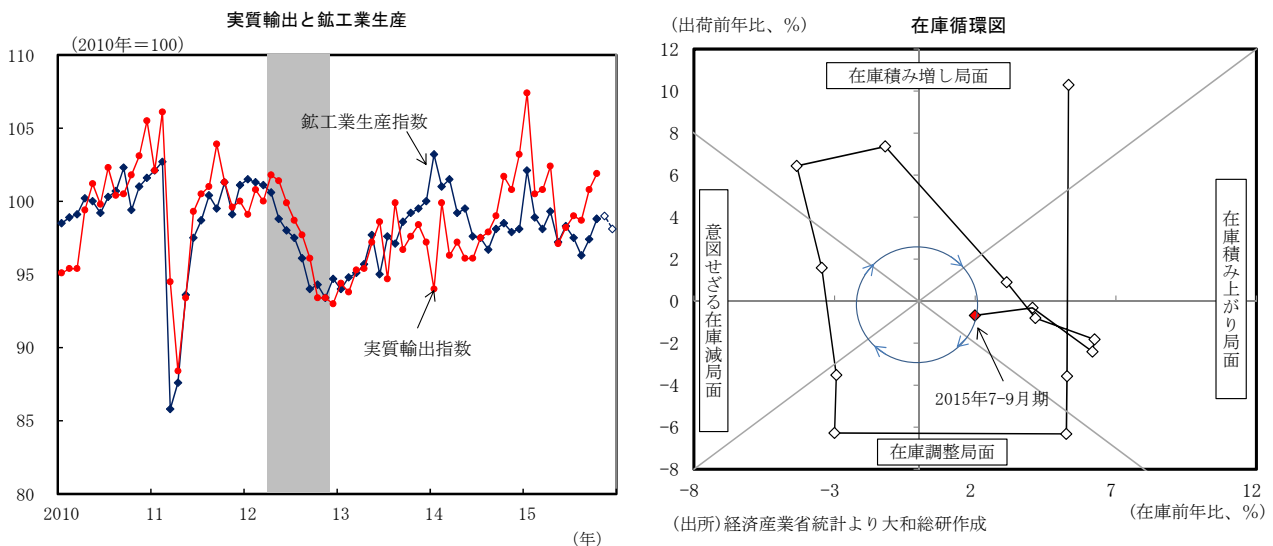 実質輸出と鉱工業生産
(2010年=100)
110
105
100
95
90
85
80
2010
11
12
13
14
15
(年)
鉱工業生産指数
実質輸出指数
在庫循環図
(出荷前年比、%)
12
10
8
6
4
2
0
-2
-4
-6
-8
-8
-3
2
7
12
(在庫前年比、%)
在庫積み増し局面
意図せざる在庫減局面
在庫積み上がり局面
在庫調整局面
2015年7-9月期
(出所)経済産業省統計より大和総研作成